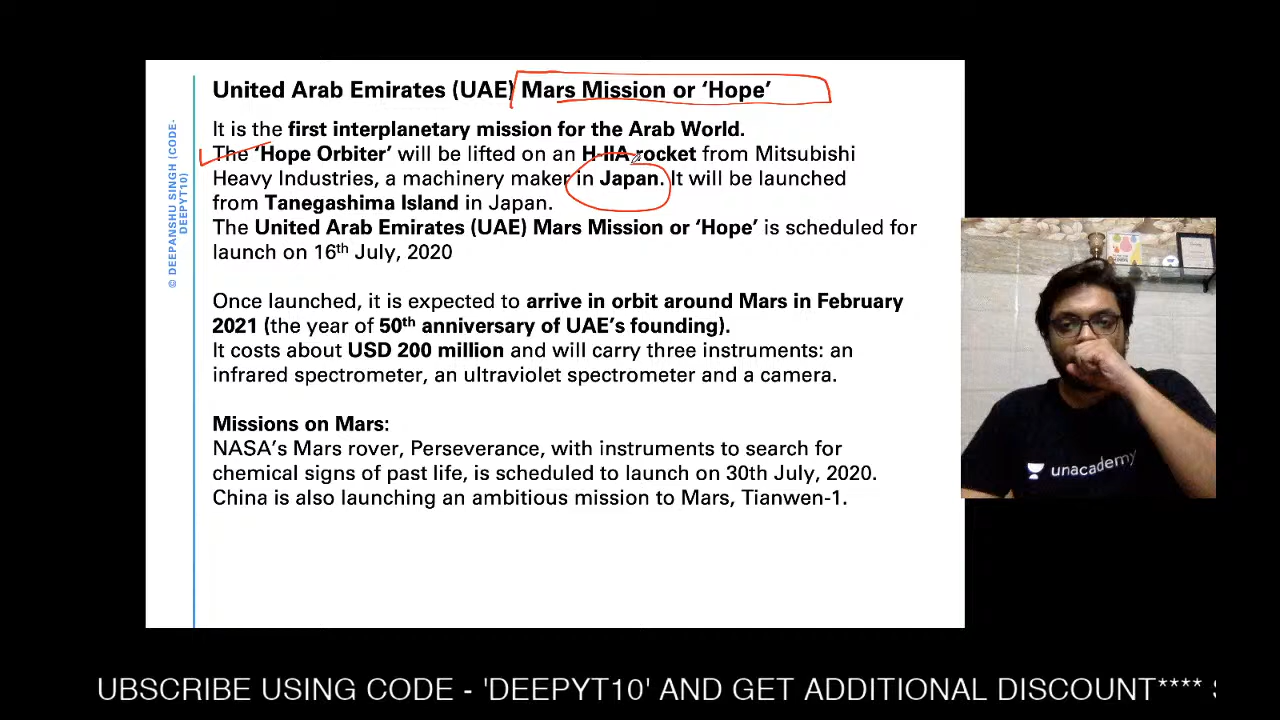 United Arab Emirates (UAE) Mars Mission or ‘Hope’
It is the first interplanetary mission for the Arab World.
The ‘Hope Orbiter’ will be lifted on an H-IIA rocket from Mitsubishi
Heavy Industries, a machinery maker in Japan. It will be launched
from Tanegashima Island in Japan.
The United Arab Emirates (UAE) Mars Mission or ‘Hope’ is scheduled for
launch on 16th July, 2020
Once launched, it is expected to arrive in orbit around Mars in February
2021 (the year of 50th anniversary of UAE’s founding).
It costs about USD 200 million and will carry three instruments: an
infrared spectrometer, an ultraviolet spectrometer and a camera.
Missions on Mars:
NASA’s Mars rover, Perseverance, with instruments to search for
chemical signs of past life, is scheduled to launch on 30th July, 2020.
China is also launching an ambitious mission to Mars, Tianwen-1.
© DEEPANSHU SINGH (CODE-
DEEPYT10)
unacademy
UBSCRIBE USING CODE - 'DEEPYT10' AND GET ADDITIONAL DISCOUNT**** S